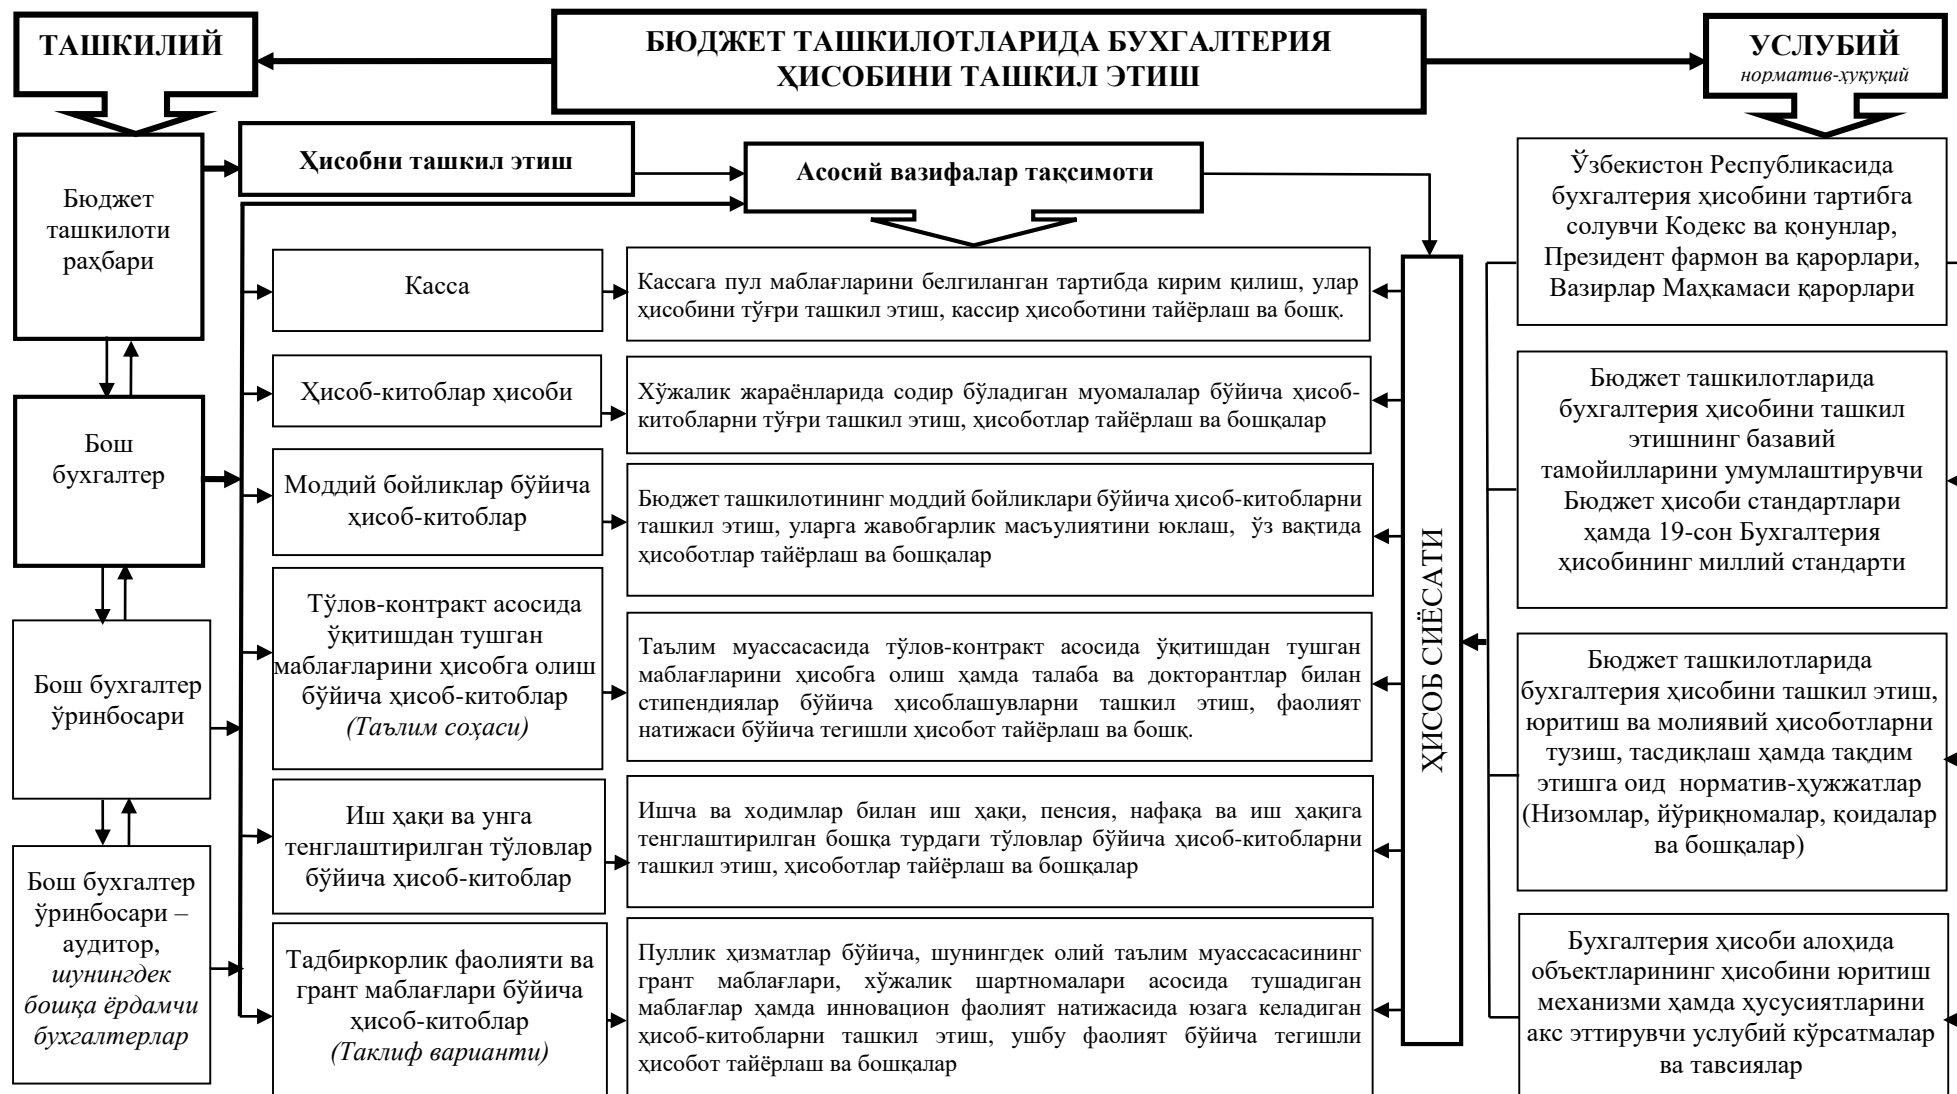 ТАШКИЛИЙ
БЮДЖЕТ ТАШКИЛОТЛАРИДА БУХГАЛТЕРИЯ
ҲИСОБИНИ ТАШКИЛ ЭТИШ
УСЛУБИЙ
норматив-ҳуқуқий
Бюджет
ташкилоти
раҳбари
Бош
бухгалтер
Бош бухгалтер
ўринбосари
Бош бухгалтер
ўринбосари –
аудитор,
шунингдек
бошқа ёрдамчи
бухгалтерлар
Ҳисобни ташкил этиш
Асосий вазифалар тақсимоти
Касса
Кассага пул маблағларини белгиланган тартибда кирим қилиш, улар
ҳисобини тўғри ташкил этиш, кассир ҳисоботини тайёрлаш ва бошқ.
Ҳисоб-китоблар ҳисоби
Хўжалик жараёнларида содир бўладиган муомалалар бўйича ҳисоб-
китобларни тўғри ташкил этиш, ҳисоботлар тайёрлаш ва бошқалар
Моддий бойликлар бўйича
ҳисоб-китоблар
Бюджет ташкилотининг моддий бойликлари бўйича ҳисоб-китобларни
ташкил этиш, уларга жавобгарлик масъулиятини юклаш, ўз вақтида
ҳисоботлар тайёрлаш ва бошқалар
Тўлов-контракт асосида
ўқитишдан тушган
маблағларини ҳисобга олиш
бўйича ҳисоб-китоблар
(Таълим соҳаси)
Таълим муассасасида тўлов-контракт асосида ўқитишдан тушган
маблағларини ҳисобга олиш ҳамда талаба ва докторантлар билан
стипендиялар бўйича ҳисоблашувларни ташкил этиш, фаолият
натижаси бўйича тегишли ҳисобот тайёрлаш ва бошқ.
Иш ҳақи ва унга
тенглаштирилган тўловлар
бўйича ҳисоб-китоблар
Ишча ва ходимлар билан иш ҳақи, пенсия, нафақа ва иш ҳақига
тенглаштирилган бошқа турдаги тўловлар бўйича ҳисоб-китобларни
ташкил этиш, ҳисоботлар тайёрлаш ва бошқалар
Тадбиркорлик фаолияти ва
грант маблағлари бўйича
ҳисоб-китоблар
(Таклиф варианти)
Пуллик ҳизматлар бўйича, шунингдек олий таълим муассасасининг
грант маблағлари, хўжалик шартномалари асосида тушадиган
маблағлар ҳамда инновацион фаолият натижасида юзага келадиган
ҳисоб-китобларни ташкил этиш, ушбу фаолият бўйича тегишли
ҳисобот тайёрлаш ва бошқалар
ҲИСОБ СИЁСАТИ
Ўзбекистон Республикасида
бухгалтерия ҳисобини тартибга
солувчи Кодекс ва қонунлар,
Президент фармон ва қарорлари,
Вазирлар Маҳкамаси қарорлари
Бюджет ташкилотларида
бухгалтерия ҳисобини ташкил
этишнинг базавий
тамойилларини умумлаштирувчи
Бюджет ҳисоби стандартлари
ҳамда 19-сон Бухгалтерия
ҳисобининг миллий стандарти
Бюджет ташкилотларида
бухгалтерия ҳисобини ташкил этиш,
юритиш ва молиявий ҳисоботларни
тузиш, тасдиқлаш ҳамда тақдим
этишга оид норматив-ҳужжатлар
(Низомлар, йўриқномалар, қоидалар
ва бошқалар)
Бухгалтерия ҳисоби алоҳида
объектларининг ҳисобини юритиш
механизми ҳамда ҳусусиятларини
акс эттирувчи услубий кўрсатмалар
ва тавсиялар